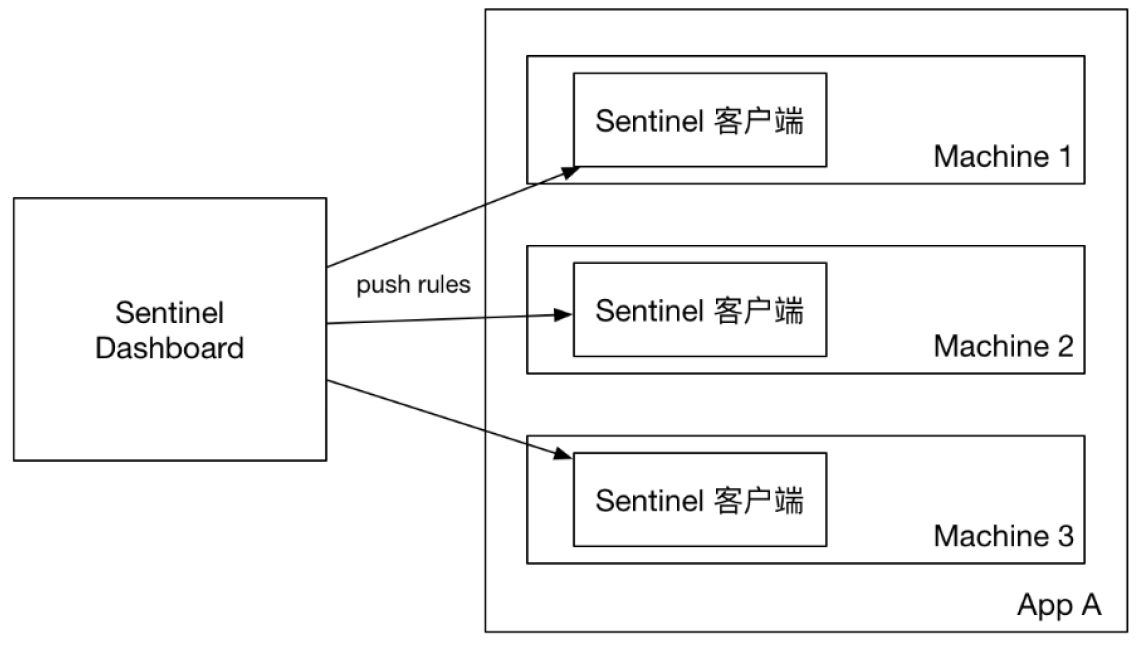 Sentinel
Dashboard
push rules
Sentinel 客户端
Machine 1
Sentinel 客户端
Machine 2
Sentinel 客户端
Machine 3
App A